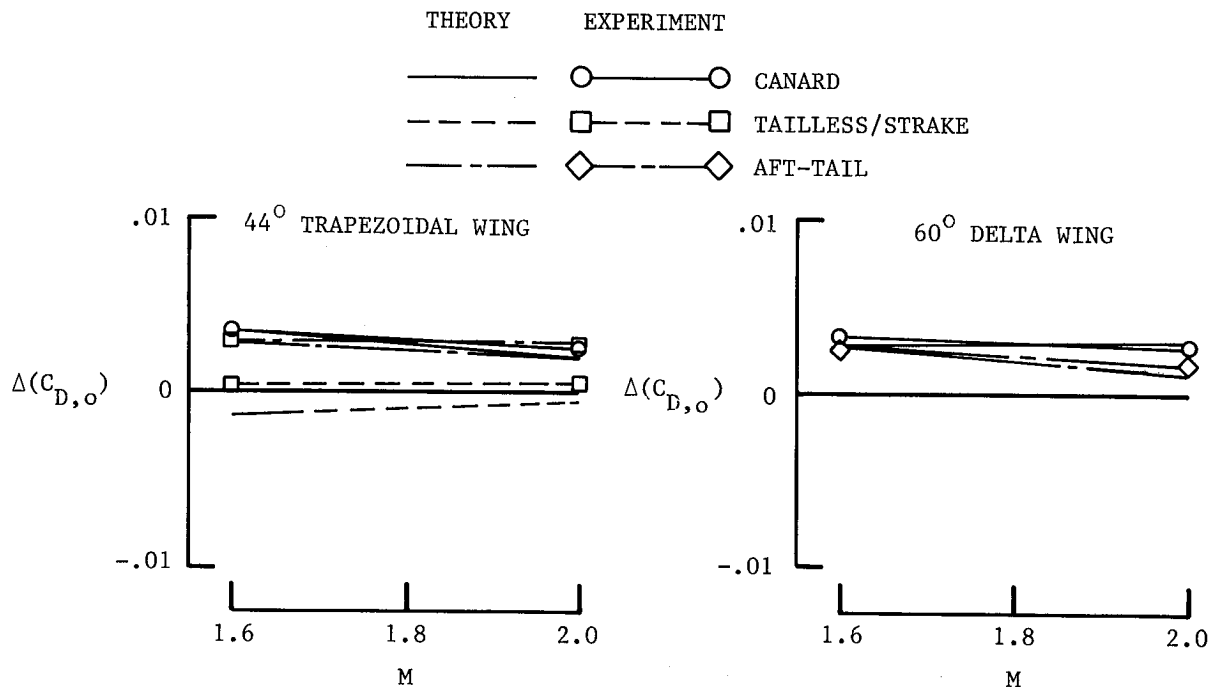 THEORY EXPERIMENT
CANARD
TAILLESS/STRAKE
AFT-TAIL
44° TRAPEZOIDAL WING
.01
Δ(C_D,o)
0
-.01
1.6 1.8 2.0
M
60° DELTA WING
.01
Δ(C_D,o)
0
-.01
1.6 1.8 2.0
M